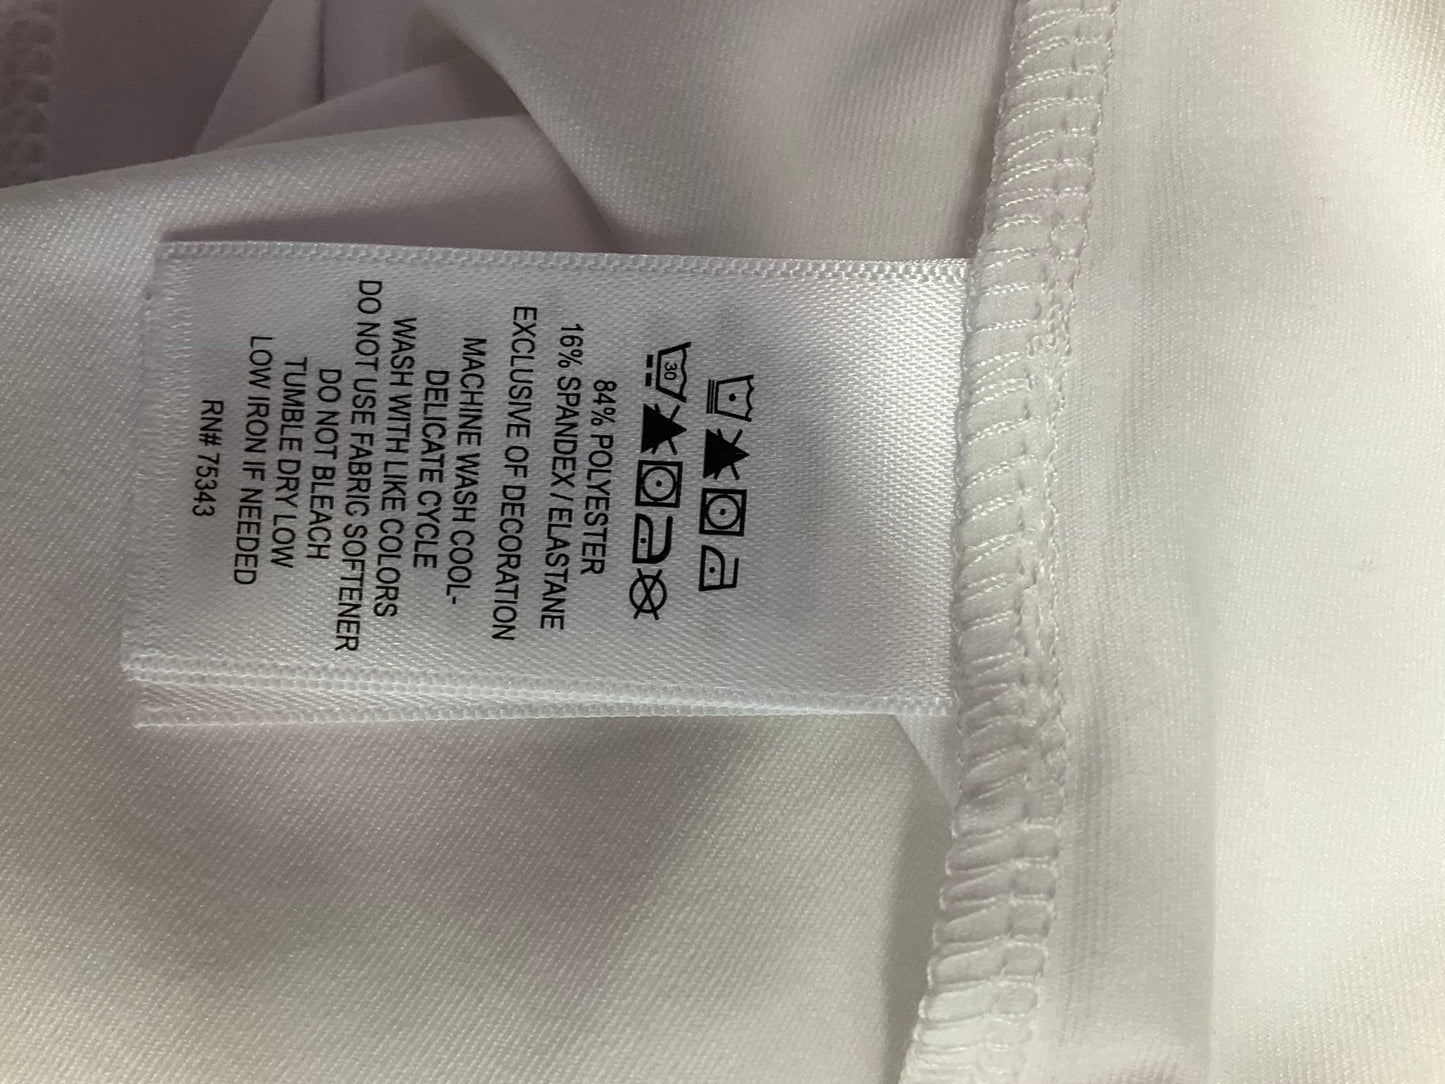 30
84% POLYESTER
16% SPANDEX / ELASTANE
EXCLUSIVE OF DECORATION
MACHINE WASH COOL-
DELICATE CYCLE
WASH WITH LIKE COLORS
DO NOT USE FABRIC SOFTENER
DO NOT BLEACH
TUMBLE DRY LOW
LOW IRON IF NEEDED
RN# 75343